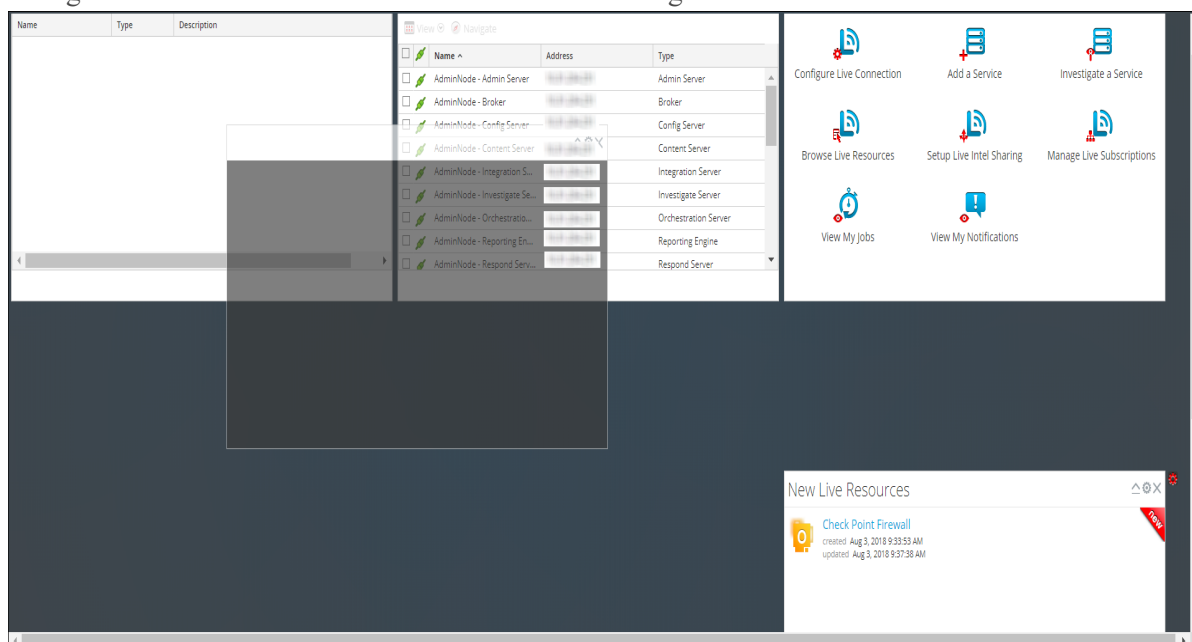 Name Type Description
View Navigate
Name Address Type
AdminNode - Admin Server Admin Server
AdminNode - Broker Broker
AdminNode - Config Server Config Server
AdminNode - Content Server Content Server
AdminNode - Integration S... Integration Server
AdminNode - Investigate Se... Investigate Server
AdminNode - Orchestratio... Orchestration Server
AdminNode - Reporting En... Reporting Engine
AdminNode - Respond Serv... Respond Server
Configure Live Connection Add a Service Investigate a Service
Browse Live Resources Setup Live Intel Sharing Manage Live Subscriptions
View My Jobs View My Notifications
New Live Resources
Check Point Firewall
created Aug 3, 2018 9:33:53 AM
updated Aug 3, 2018 9:37:38 AM
new